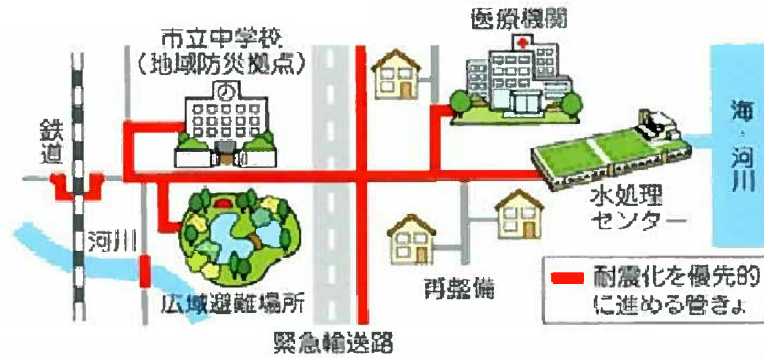 市立中学校
(地域防災拠点)
医療機関
鉄道
海・河川
水処理
センター
河川
再整備
広域避難場所
耐震化を優先的
に進める管きょ
緊急輸送路